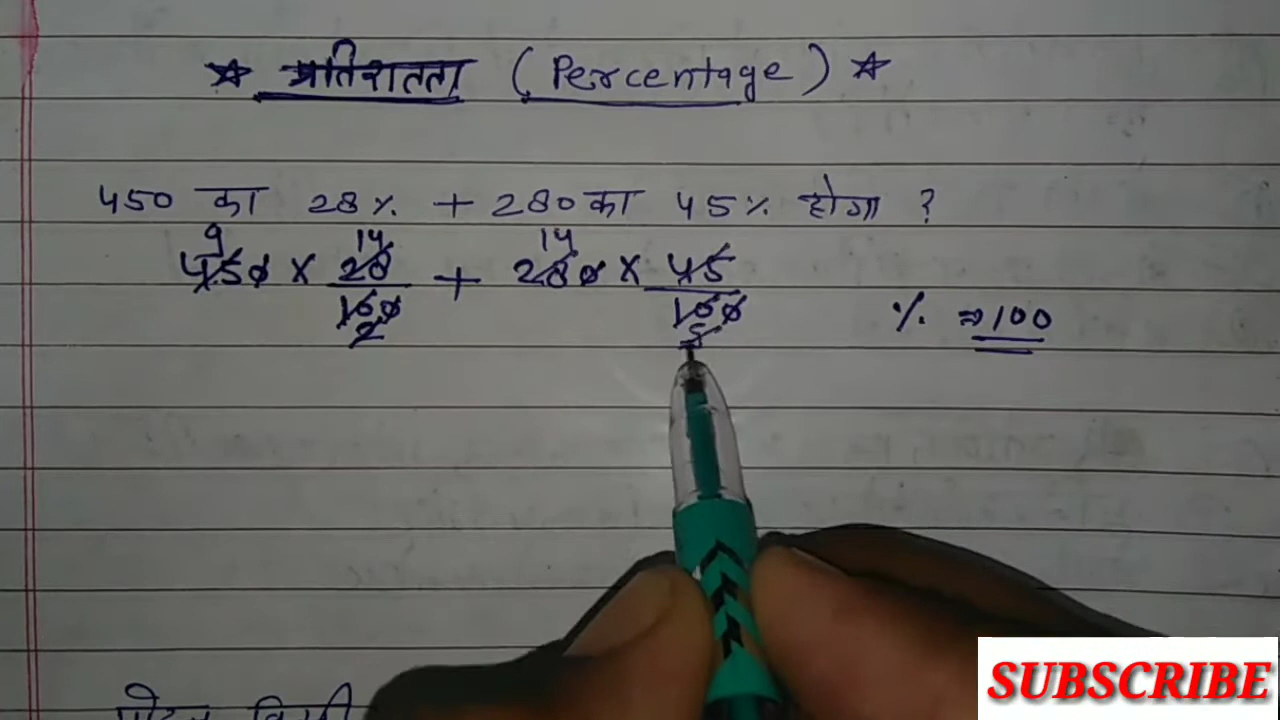 ☆ प्रतिशतता (Percentage) ☆
450 का 28% + 280 का 45% होगा ?
9 14 14
450 × 28 + 280 × 45
100 100 % ⇒ 100
2 5
SUBSCRIBE